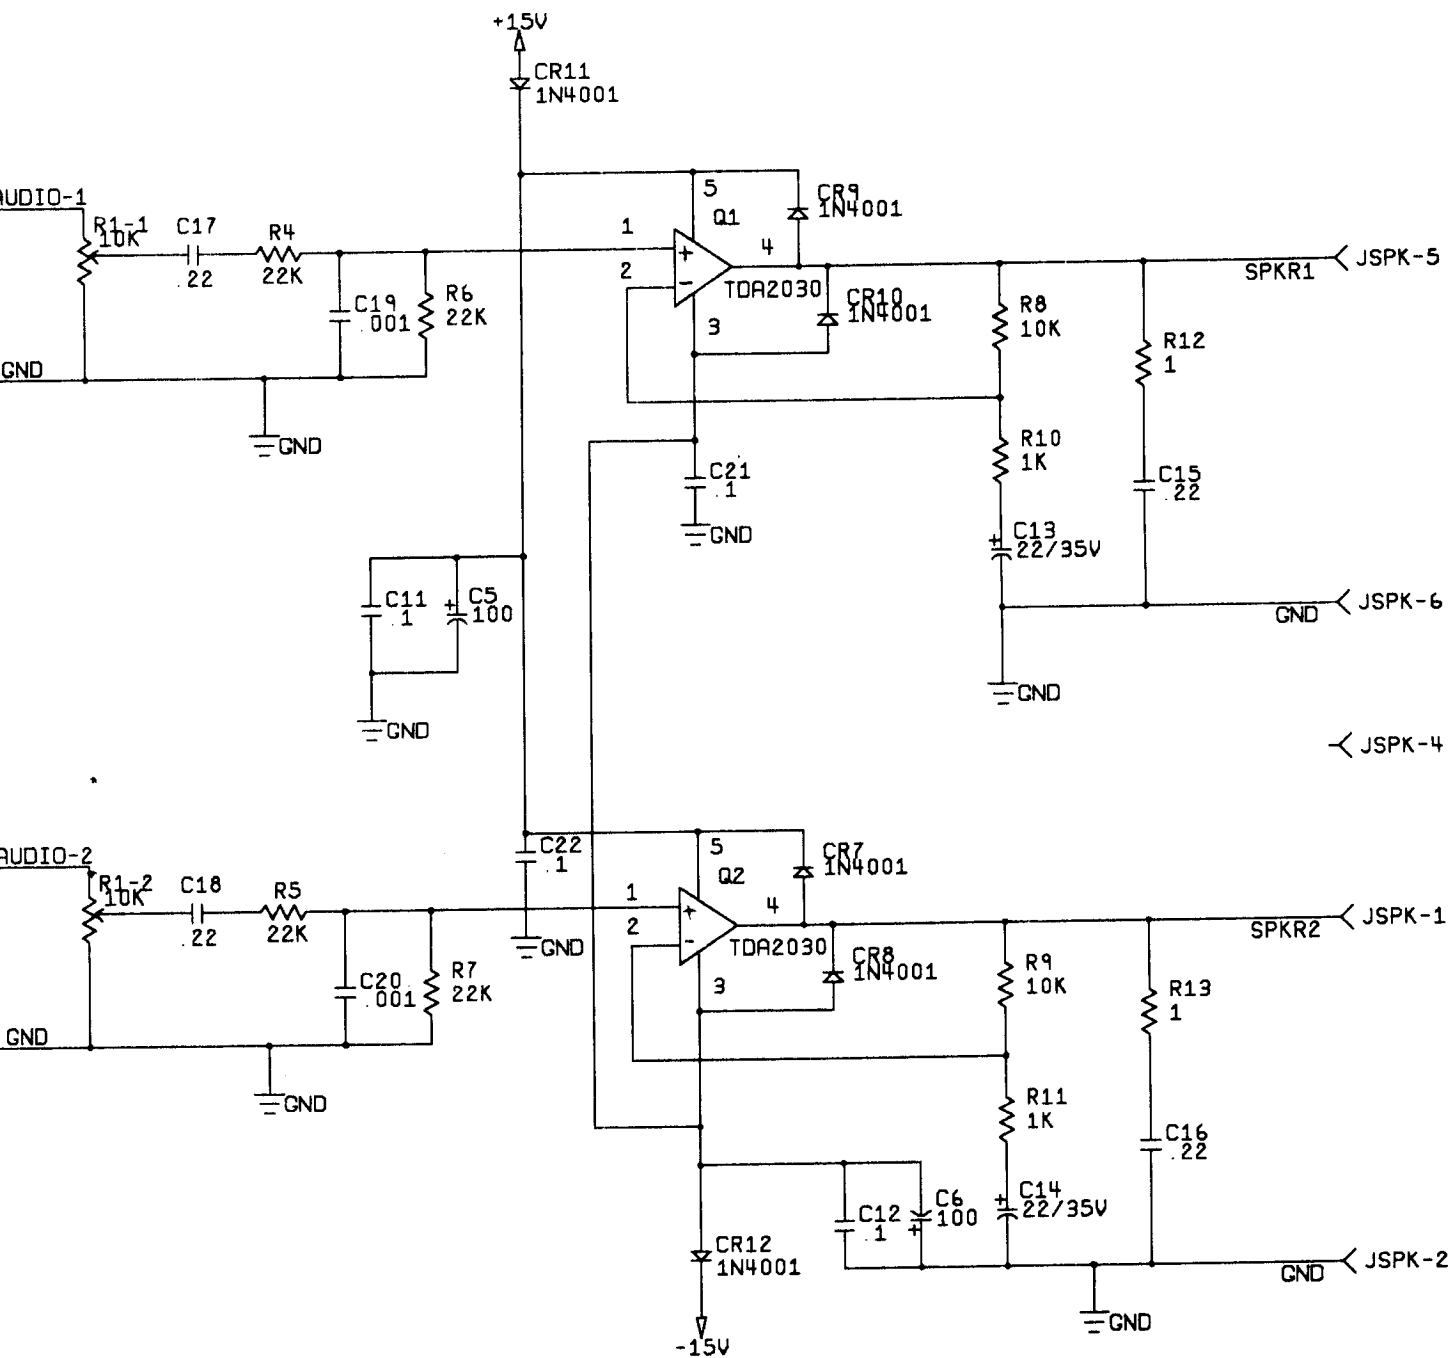 +15V
CR11
1N4001
AUDIO-1
R1-1
10K
C17
.22
R4
22K
C19
.001
R6
22K
GND
GND
1
2
5
Q1
4
3
TDA2030
CR9
1N4001
CR10
1N4001
SPKR1
JSPK-5
R8
10K
R12
1
R10
1K
C15
.22
C13
22/35V
C21
.1
GND
C11
.1
C5
100
GND
GND
JSPK-6
GND
JSPK-4
AUDIO-2
R1-2
10K
C18
.22
R5
22K
C20
.001
R7
22K
GND
GND
C22
.1
GND
1
2
5
Q2
4
3
TDA2030
CR7
1N4001
CR8
1N4001
SPKR2
JSPK-1
R9
10K
R13
1
R11
1K
C16
.22
C14
22/35V
C12
.1
C6
100
CR12
1N4001
-15V
GND
JSPK-2
GND